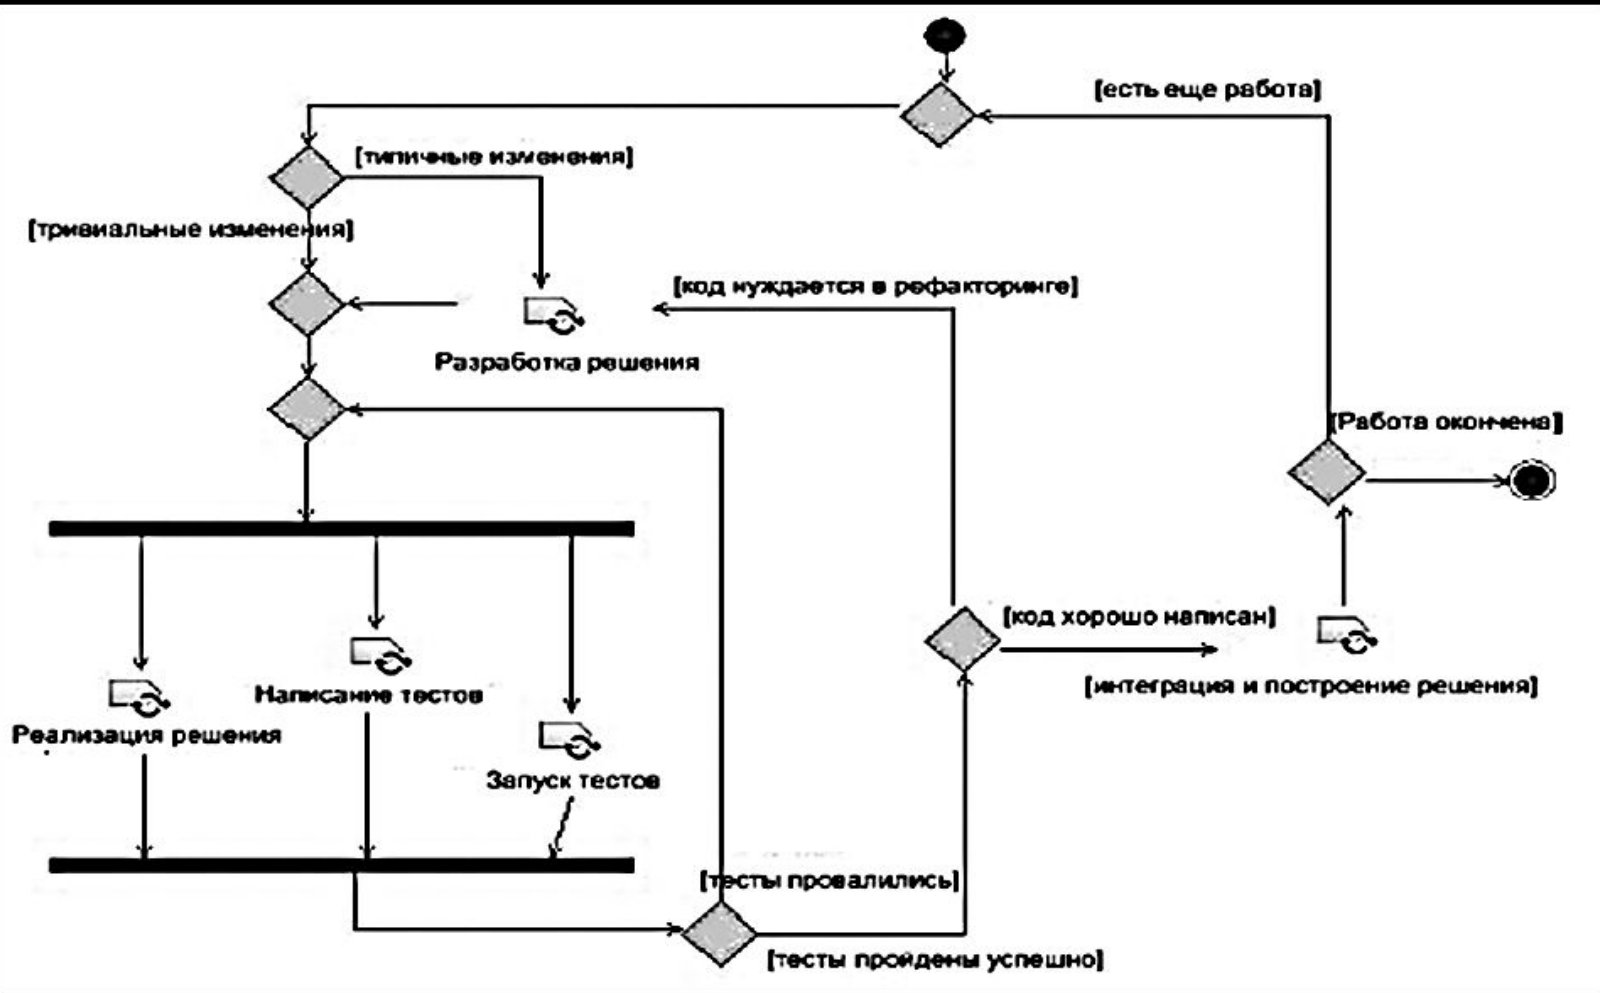 [есть еще работа]
[типичные изменения]
[тривиальные изменения]
[код нуждается в рефакторинге]
Разработка решения
[Работа окончена]
[код хорошо написан]
[интеграция и построение решения]
Написание тестов
Реализация решения
Запуск тестов
[тесты провалились]
[тесты пройдены успешно]